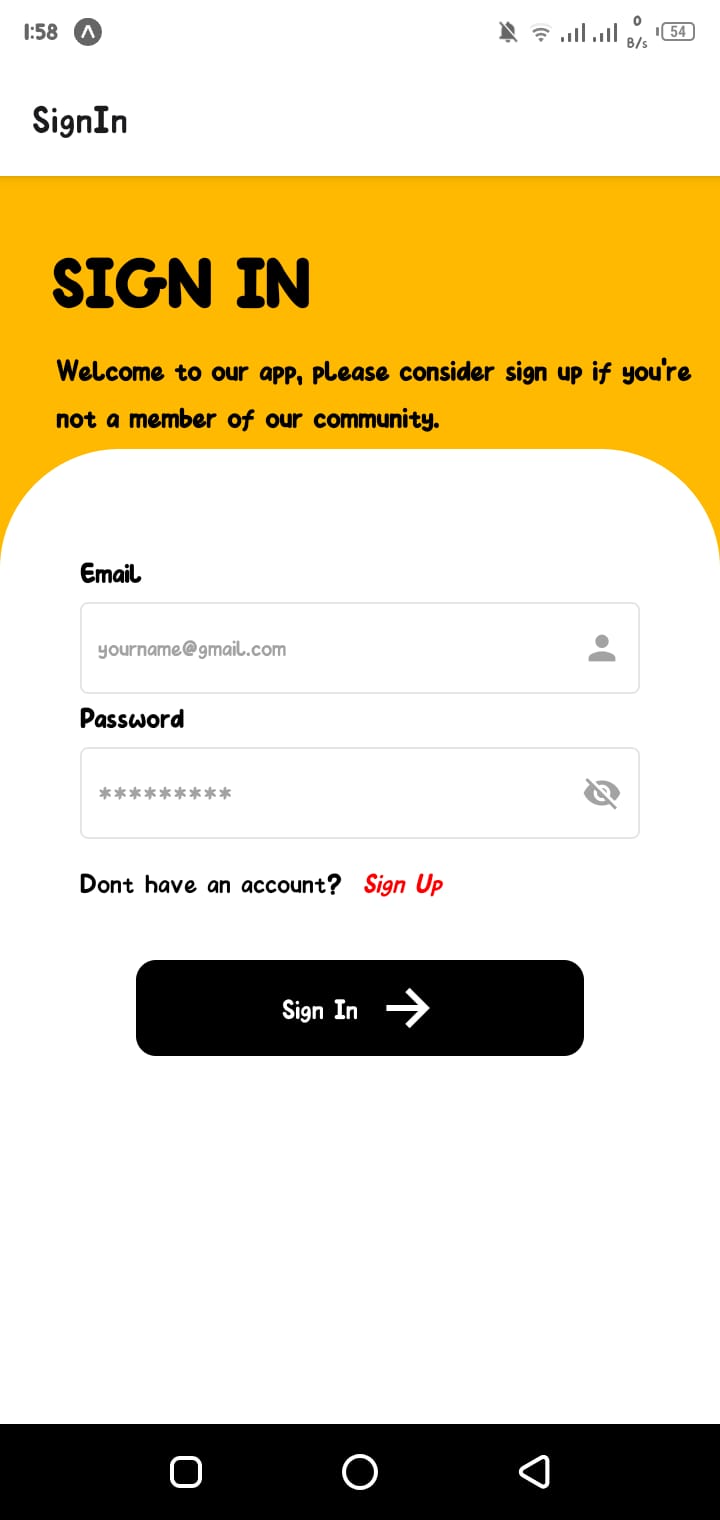 1:58
0
B/s
54
SignIn
SIGN IN
Welcome to our app, please consider sign up if you're
not a member of our community.
Email
yourname@gmail.com
Password
*********
Dont have an account? Sign Up
Sign In